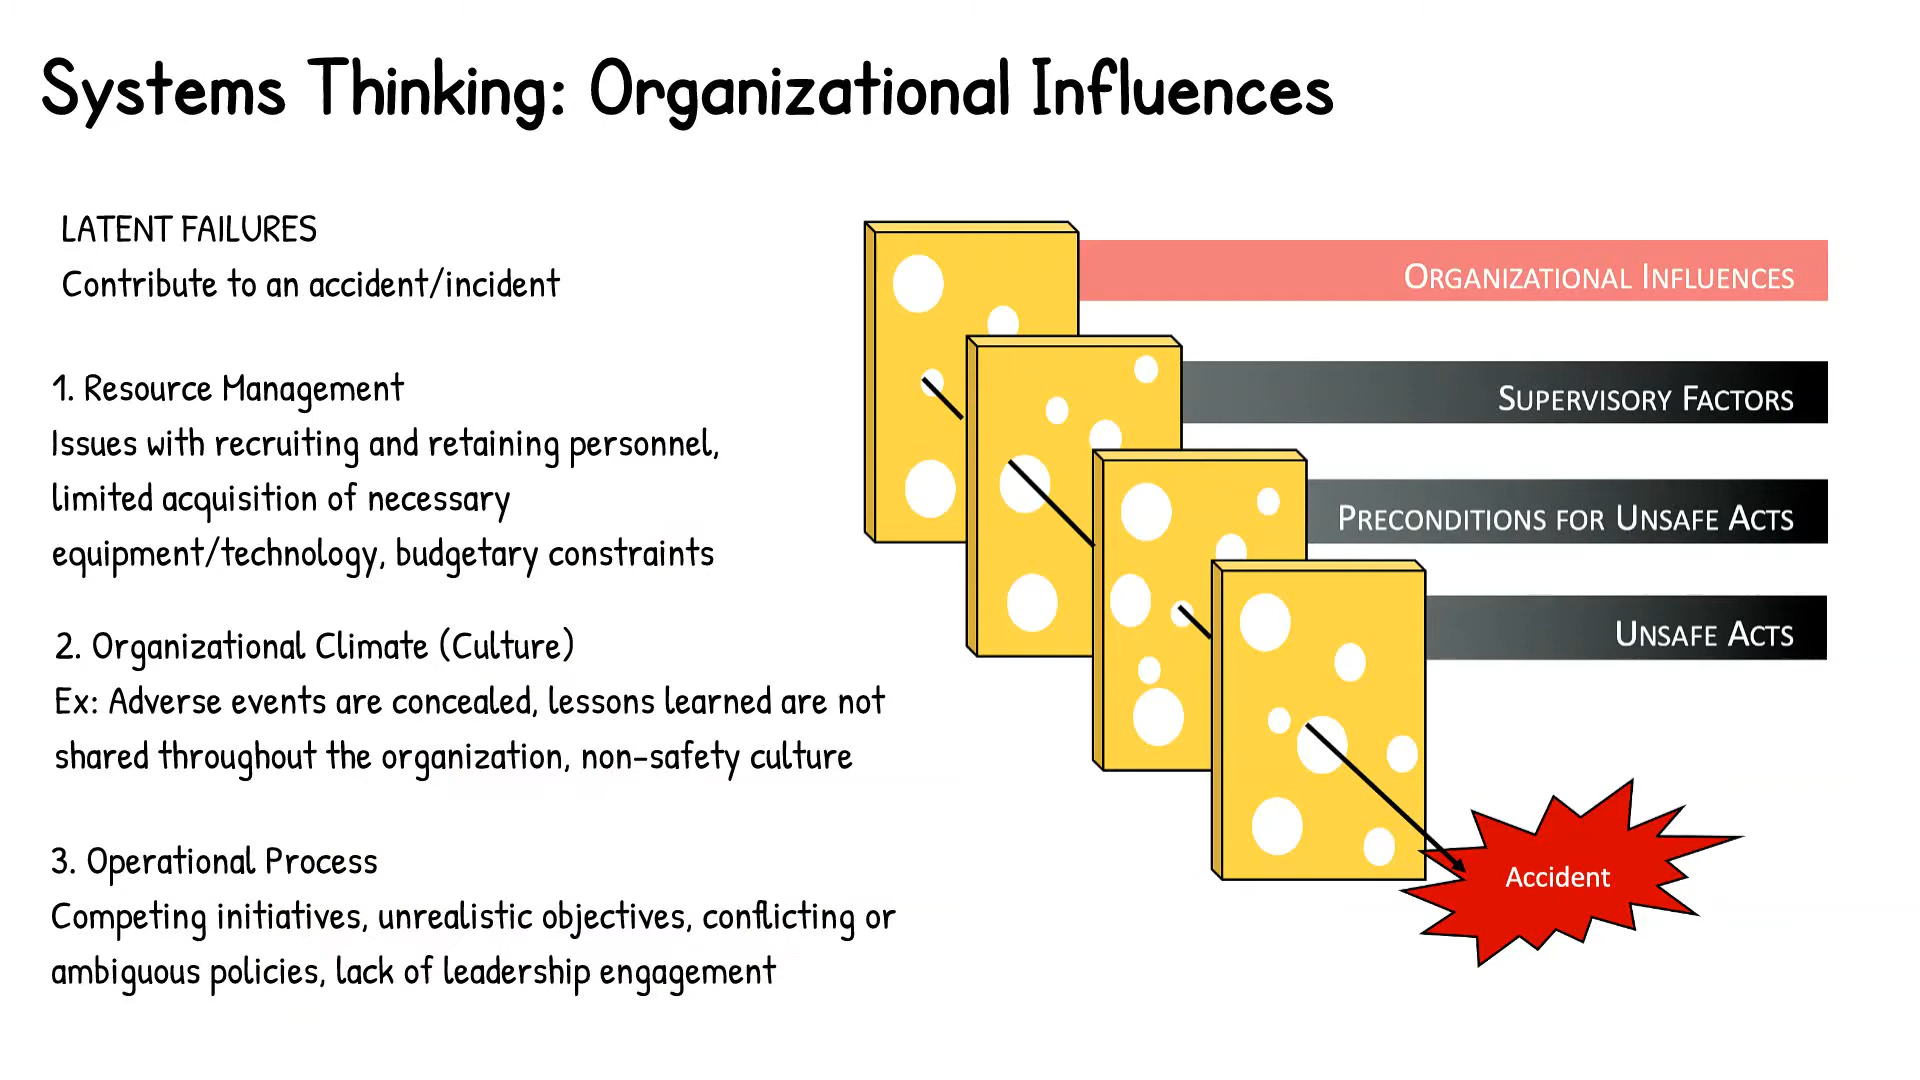 Systems Thinking: Organizational Influences
LATENT FAILURES
Contribute to an accident/incident
1. Resource Management
Issues with recruiting and retaining personnel,
limited acquisition of necessary
equipment/technology, budgetary constraints
2. Organizational Climate (Culture)
Ex: Adverse events are concealed, lessons learned are not
shared throughout the organization, non-safety culture
3. Operational Process
Competing initiatives, unrealistic objectives, conflicting or
ambiguous policies, lack of leadership engagement
ORGANIZATIONAL INFLUENCES
SUPERVISORY FACTORS
PRECONDITIONS FOR UNSAFE ACTS
UNSAFE ACTS
Accident